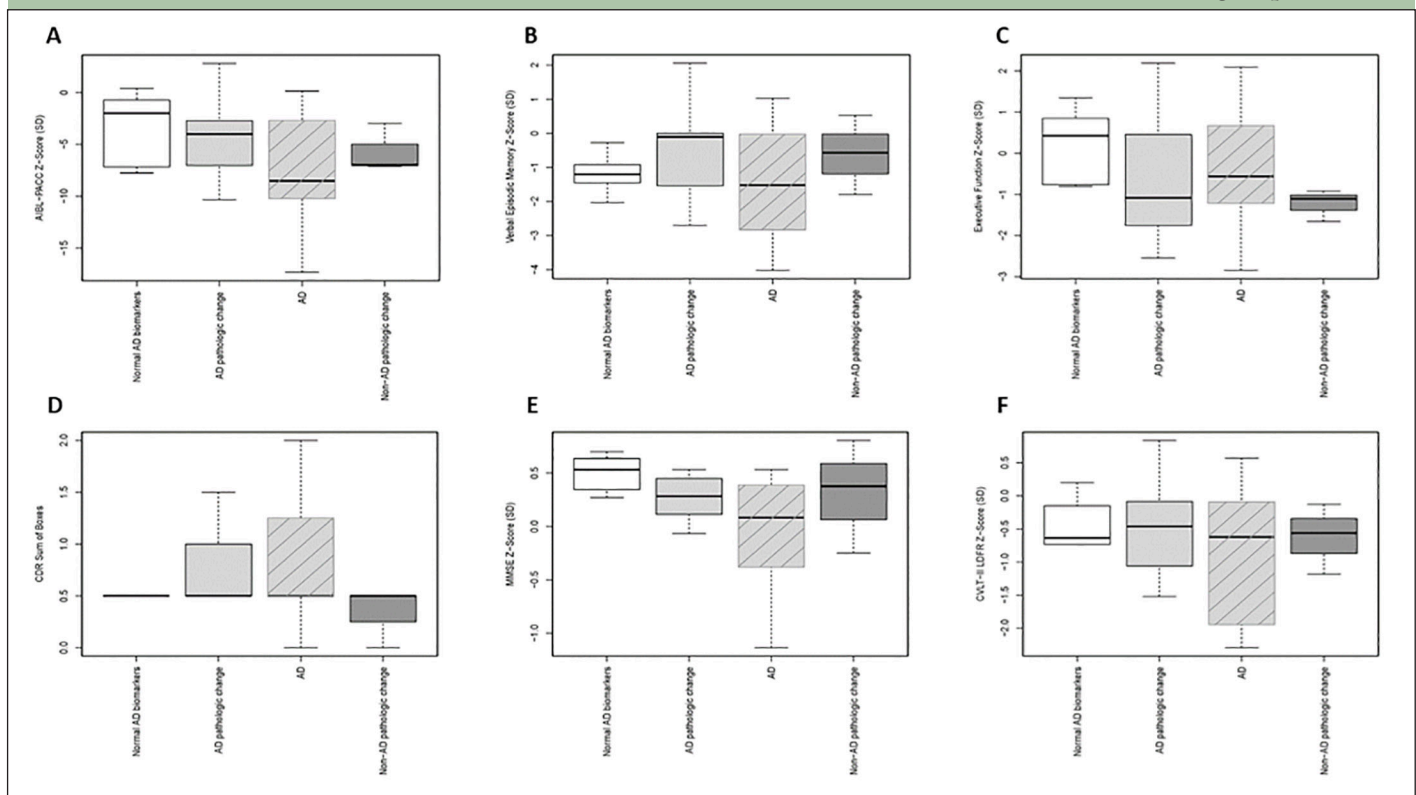 A
AIBL-PACC Z-Score (SD)
0
-5
-10
-15
Normal AD biomarkers
AD pathologic change
AD
Non-AD pathologic change
B
Verbal Episodic Memory Z-Score (SD)
2
1
0
-1
-2
-3
-4
Normal AD biomarkers
AD pathologic change
AD
Non-AD pathologic change
C
Executive Function Z-Score (SD)
2
1
0
-1
-2
-3
Normal AD biomarkers
AD pathologic change
AD
Non-AD pathologic change
D
CDR Sum of Boxes
2.0
1.5
1.0
0.5
0.0
Normal AD biomarkers
AD pathologic change
AD
Non-AD pathologic change
E
MMSE Z-Score (SD)
0.5
0.0
-0.5
-1.0
Normal AD biomarkers
AD pathologic change
AD
Non-AD pathologic change
F
CVLT-II LDFR Z-Score (SD)
0.5
0.0
-0.5
-1.0
-1.5
-2.0
Normal AD biomarkers
AD pathologic change
AD
Non-AD pathologic change